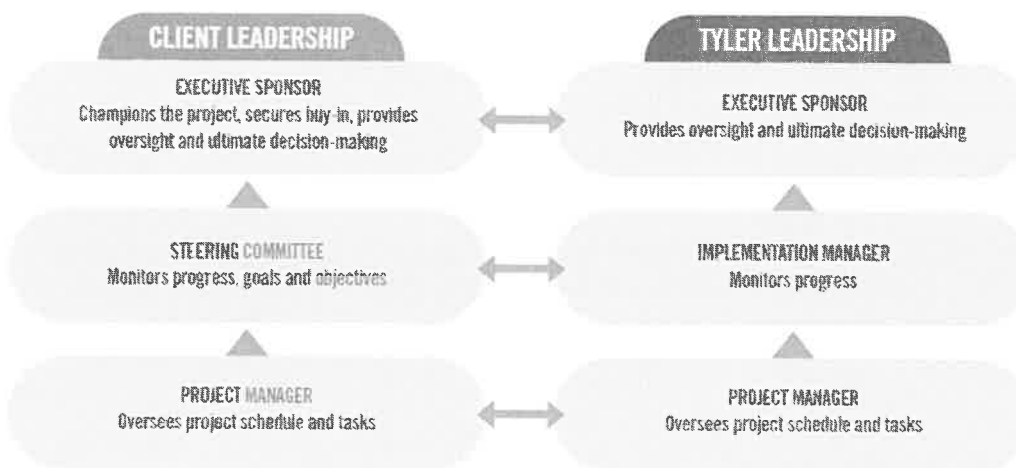 CLIENT LEADERSHIP
EXECUTIVE SPONSOR
Champions the project, secures buy-in, provides
oversight and ultimate decision-making
STEERING COMMITTEE
Monitors progress, goals and objectives
PROJECT MANAGER
Oversees project schedule and tasks
TYLER LEADERSHIP
EXECUTIVE SPONSOR
Provides oversight and ultimate decision-making
IMPLEMENTATION MANAGER
Monitors progress
PROJECT MANAGER
Oversees project schedule and tasks